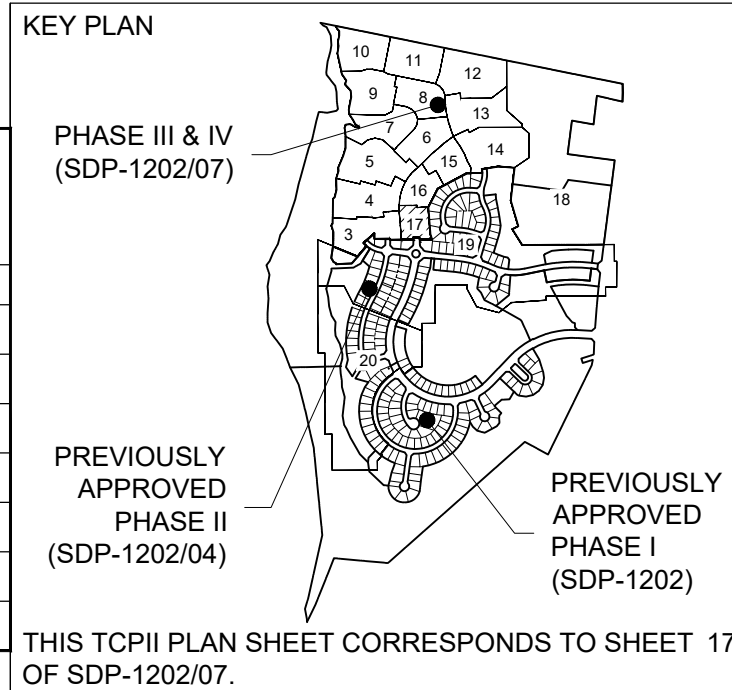 KEY PLAN
10
11
12
9
8
13
7
6
PHASE III & IV
(SDP-1202/07)
5
15
14
4
16
18
3
17
19
20
PREVIOUSLY
APPROVED
PHASE II
(SDP-1202/04)
PREVIOUSLY
APPROVED
PHASE I
(SDP-1202)
THIS TCPII PLAN SHEET CORRESPONDS TO SHEET 17
OF SDP-1202/07.